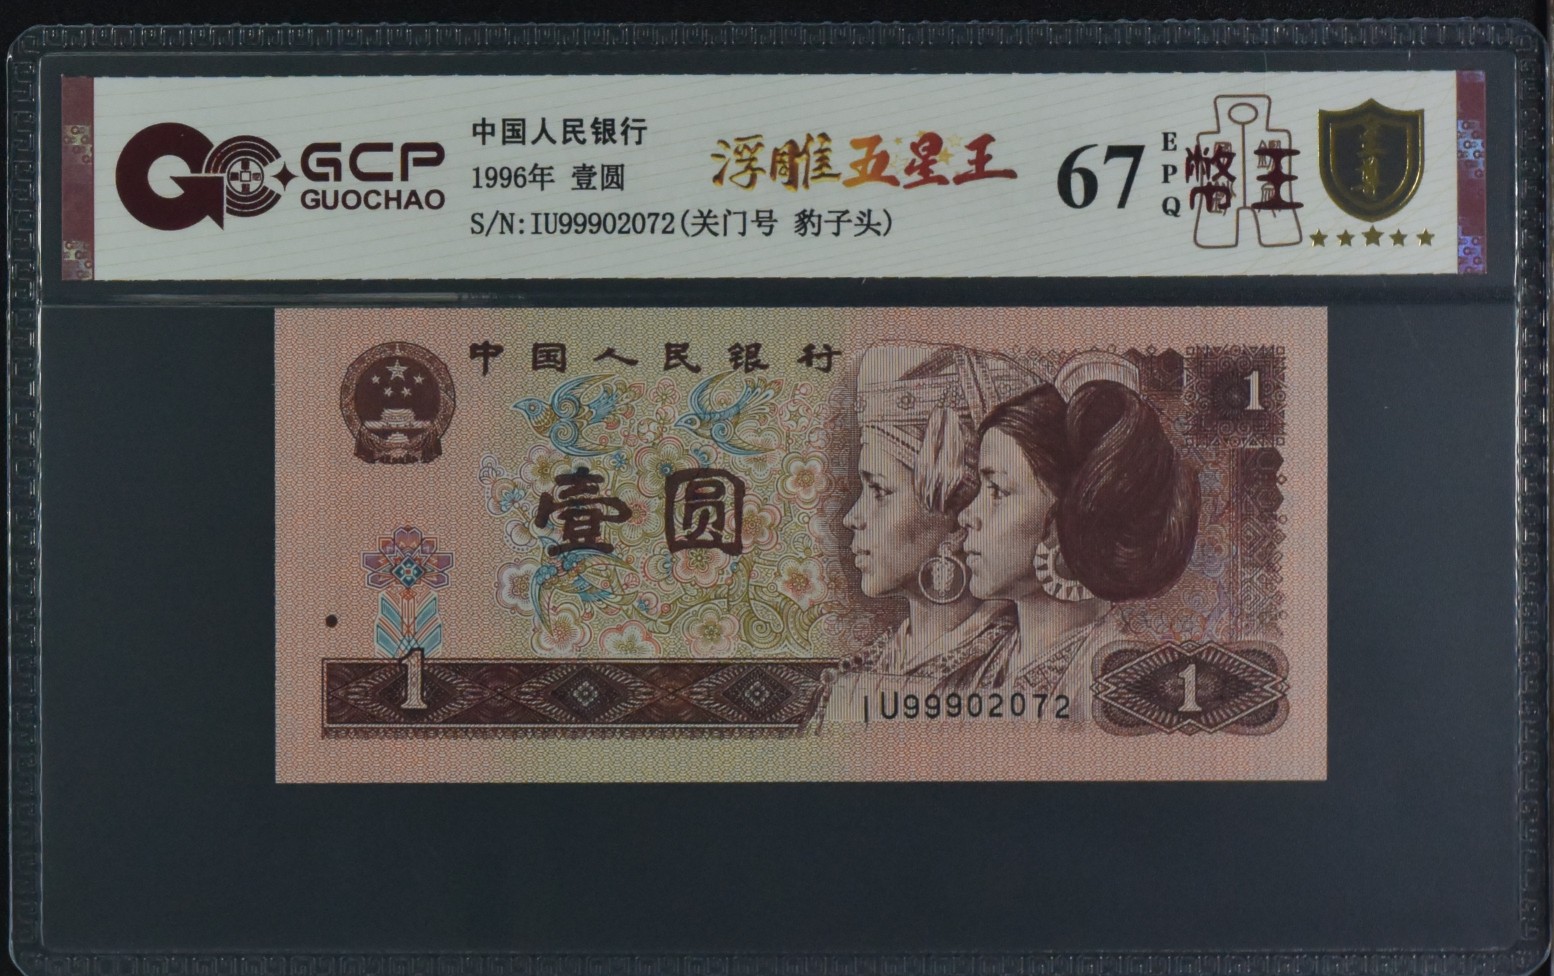 GCP
GUOCHAO
中国人民银行
1996年 壹圆
S/N:IU99902072(关门号 豹子头)
浮雕五星王
67
EPQ
中国人民银行
1
壹圆
1
IU99902072
1